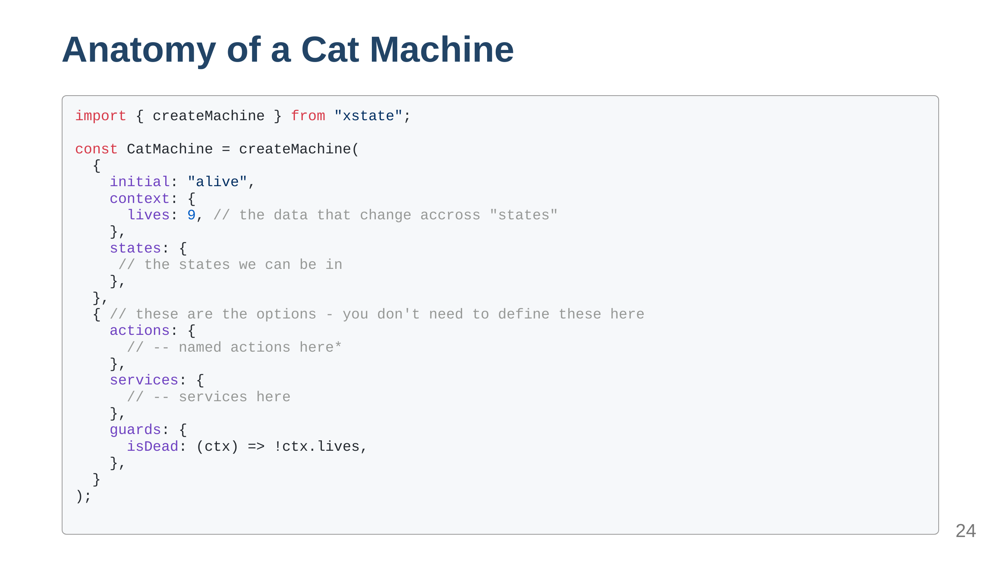 Anatomy of a Cat Machine
import { createMachine } from "xstate";
const CatMachine = createMachine(
  {
    initial: "alive",
    context: {
      lives: 9, // the data that change accross "states"
    },
    states: {
     // the states we can be in
    },
  },
  { // these are the options - you don't need to define these here
    actions: {
      // -- named actions here*
    },
    services: {
      // -- services here
    },
    guards: {
      isDead: (ctx) => !ctx.lives,
    },
  }
);
24